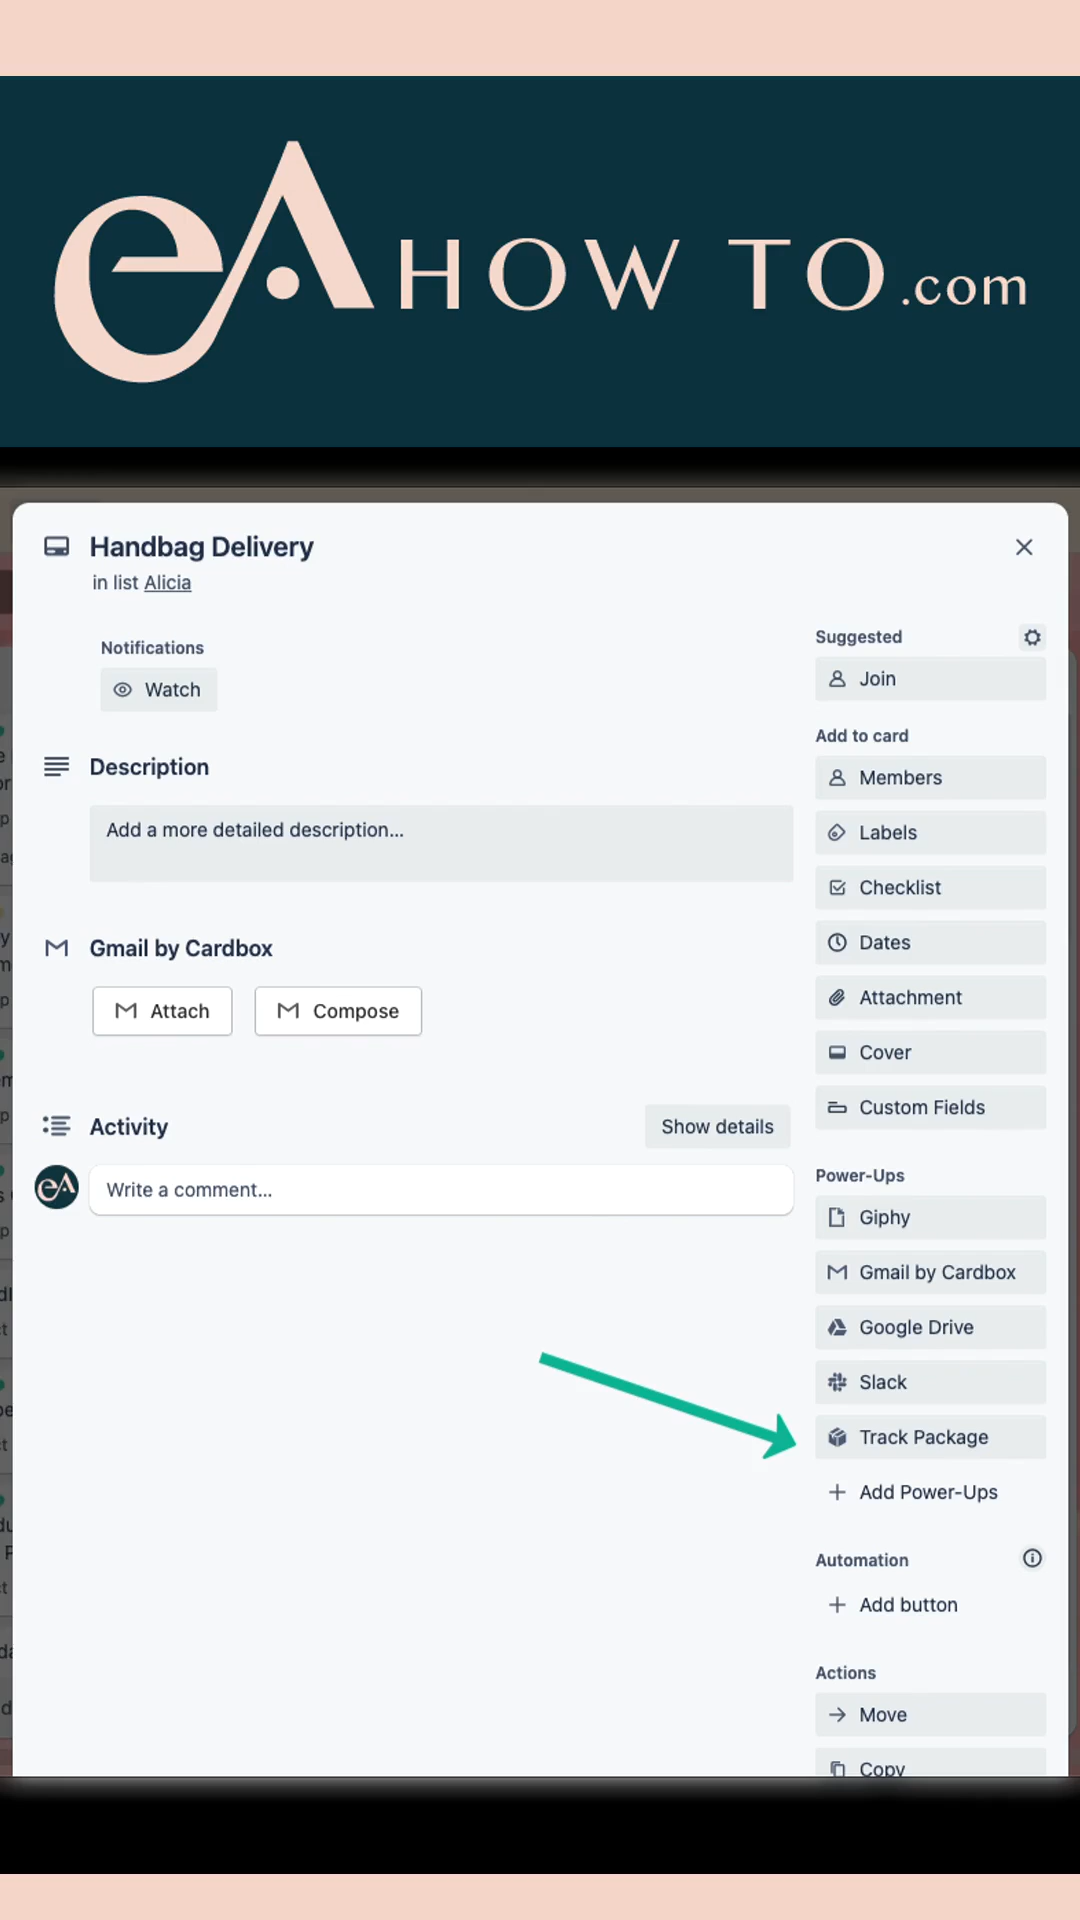 eA HOW TO.com
Handbag Delivery
in list Alicia
Notifications
Watch
Description
Add a more detailed description...
Gmail by Cardbox
Attach
Compose
Activity
Show details
eA
Write a comment...
Suggested
Join
Add to card
Members
Labels
Checklist
Dates
Attachment
Cover
Custom Fields
Power-Ups
Giphy
Gmail by Cardbox
Google Drive
Slack
Track Package
+ Add Power-Ups
Automation
+ Add button
Actions
Move
Copy